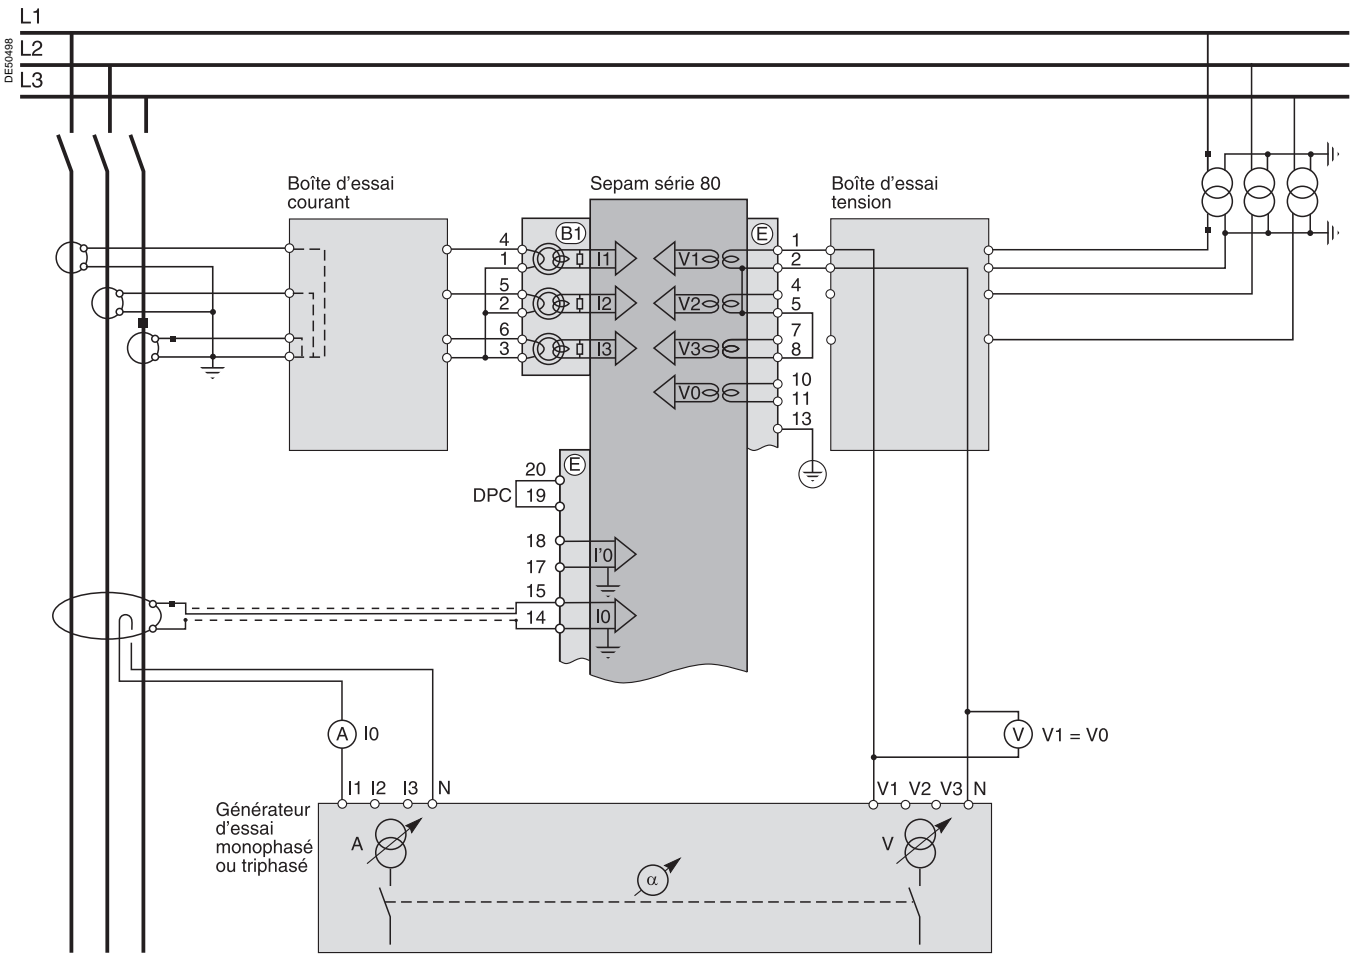 L1
L2
L3
DE50498
Boîte d'essai
courant
Sepam série 80
Boîte d'essai
tension
4
1
5
2
6
3
B1
I1
I2
I3
V1
V2
V3
V0
E
1
2
4
5
7
8
10
11
13
E
20
DPC 19
18
17
15
14
I'0
I0
A I0
V V1 = V0
I1 I2 I3 N
V1 V2 V3 N
Générateur
d'essai
monophasé
ou triphasé
A
α
V